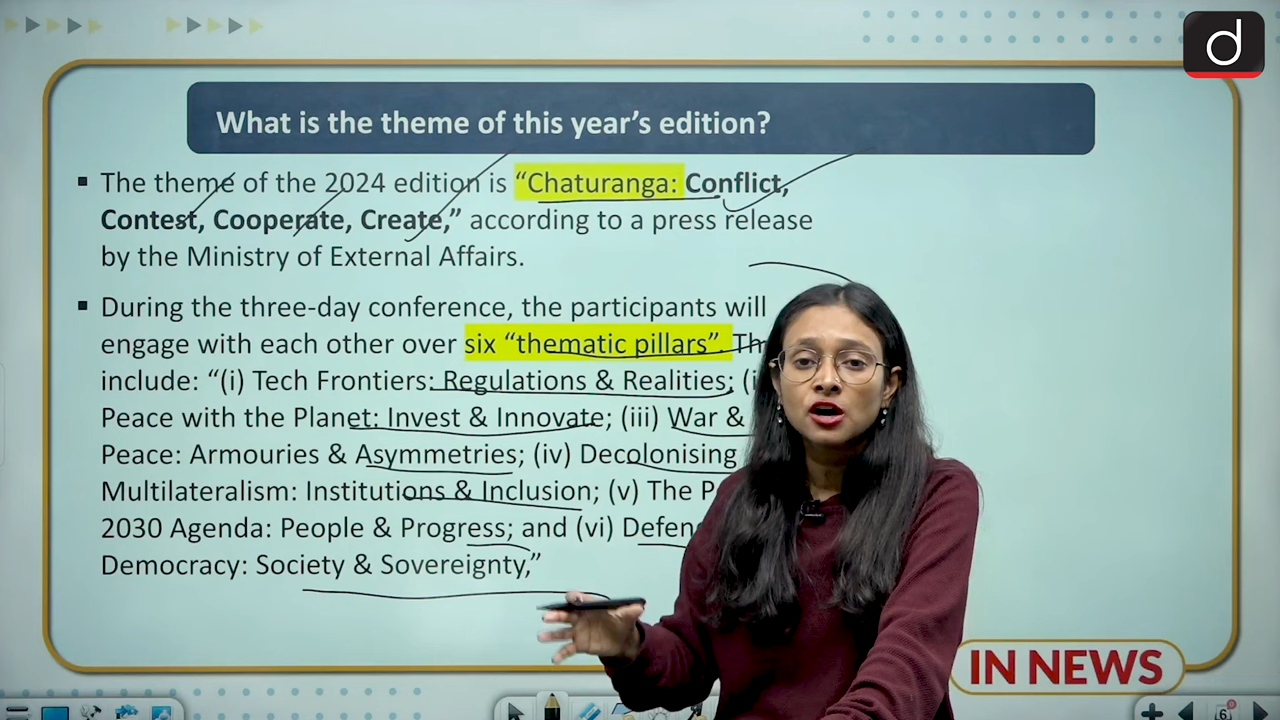 d
What is the theme of this year’s edition?
▪ The theme of the 2024 edition is “Chaturanga: Conflict,
Contest, Cooperate, Create,” according to a press release
by the Ministry of External Affairs.
▪ During the three-day conference, the participants will
engage with each other over six “thematic pillars”. Th
include: “(i) Tech Frontiers: Regulations & Realities; (i
Peace with the Planet: Invest & Innovate; (iii) War &
Peace: Armouries & Asymmetries; (iv) Decolonising
Multilateralism: Institutions & Inclusion; (v) The P
2030 Agenda: People & Progress; and (vi) Defen
Democracy: Society & Sovereignty,”
IN NEWS
6